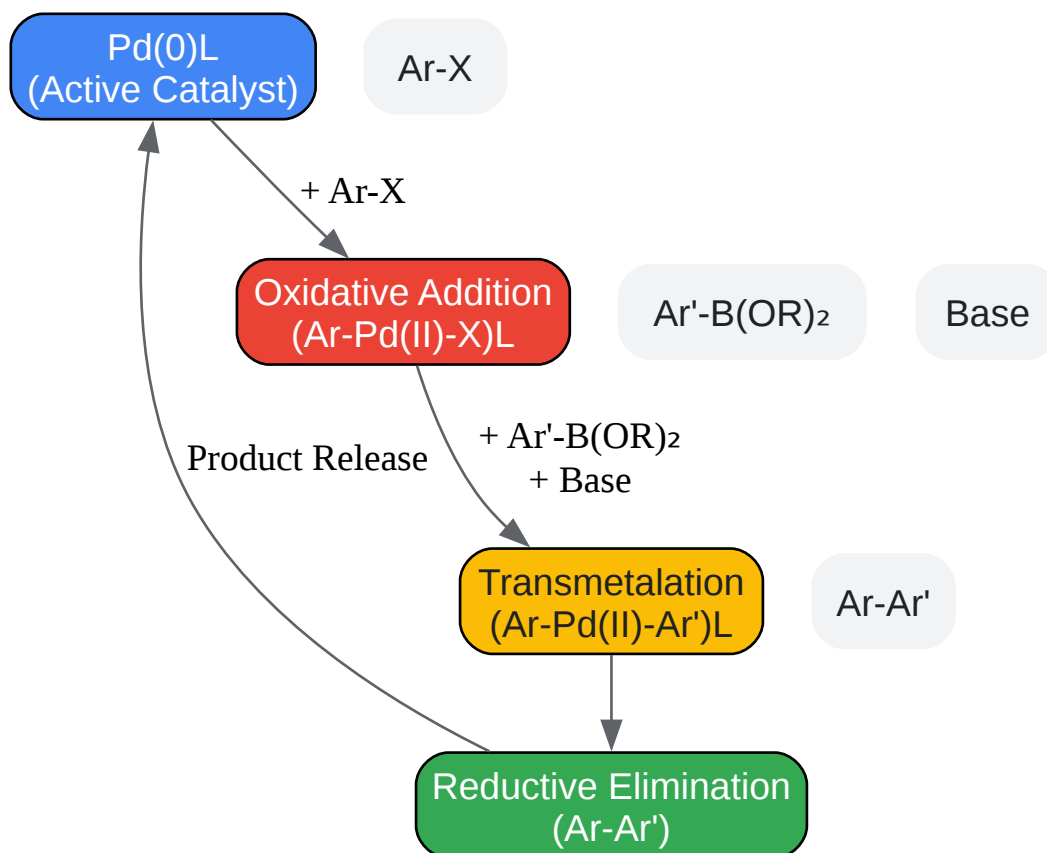 Pd(0)L
(Active Catalyst)
Ar-X
+ Ar-X
Oxidative Addition
(Ar-Pd(II)-X)L
Ar'-B(OR)₂
Base
Product Release
+ Ar'-B(OR)₂
+ Base
Transmetalation
(Ar-Pd(II)-Ar')L
Ar-Ar'
Reductive Elimination
(Ar-Ar')